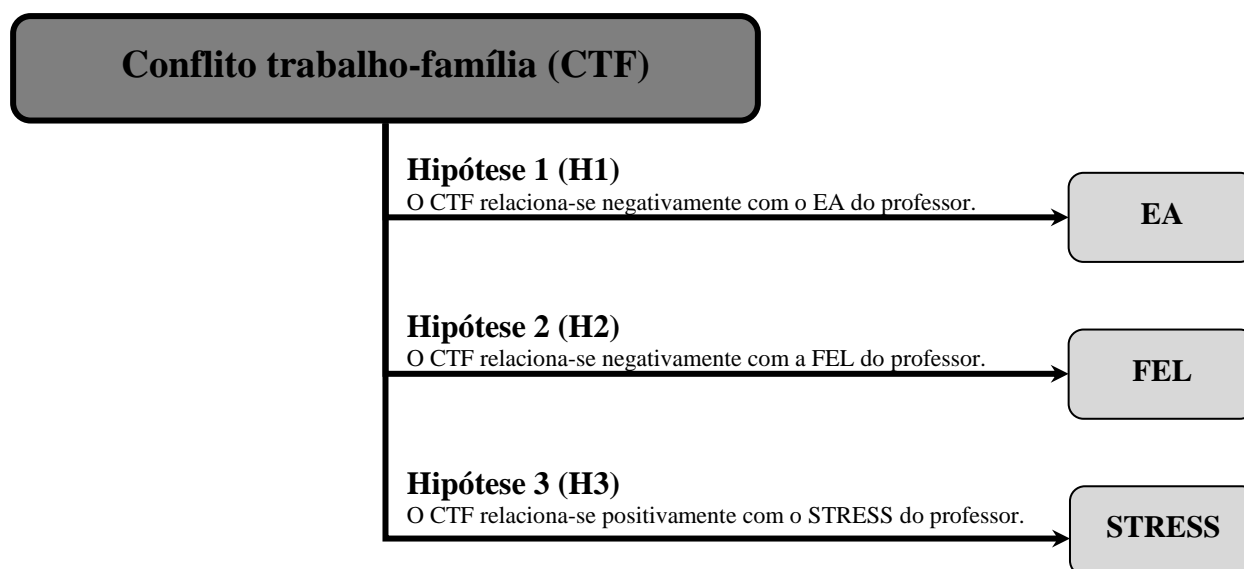 Conflito trabalho-família (CTF)
Hipótese 1 (H1)
O CTF relaciona-se negativamente com o EA do professor.
EA
Hipótese 2 (H2)
O CTF relaciona-se negativamente com a FEL do professor.
FEL
Hipótese 3 (H3)
O CTF relaciona-se positivamente com o STRESS do professor.
STRESS